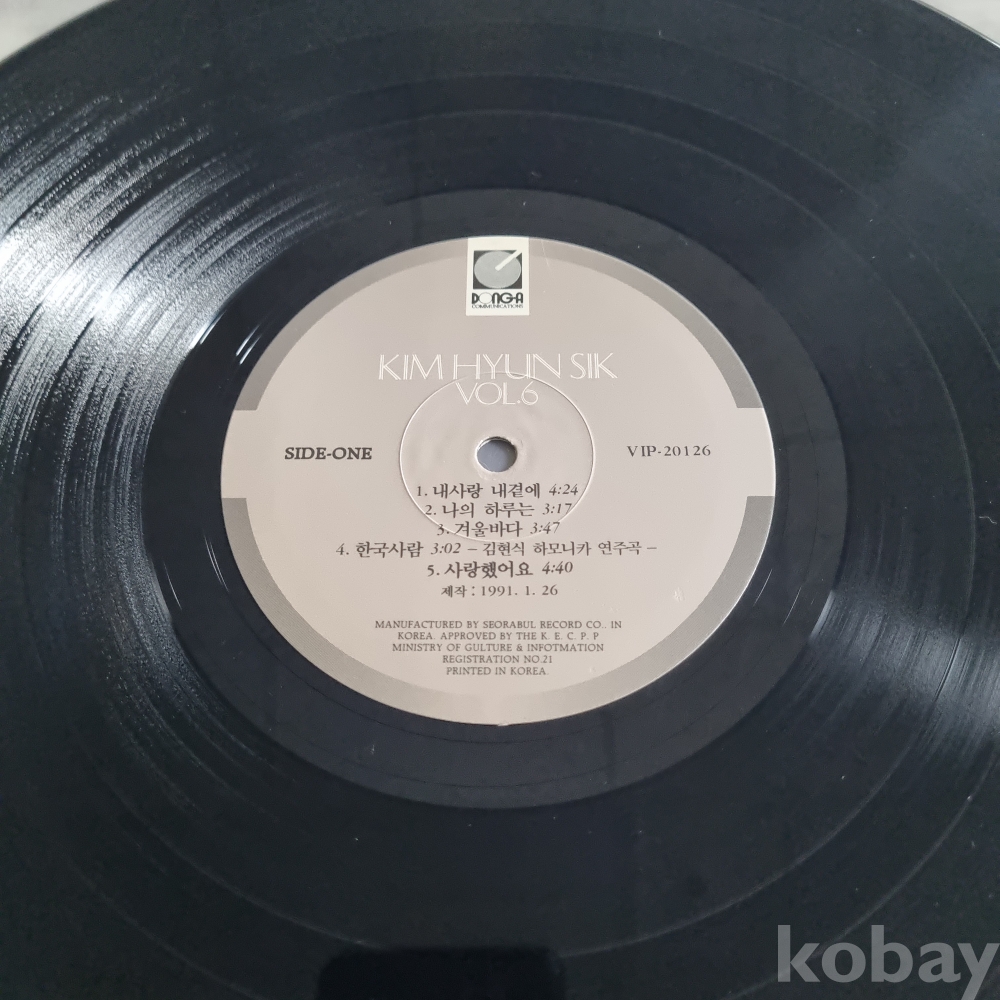 DONG-A
COMMUNICATIONS
KIM HYUN SIK
VOL.6
SIDE-ONE
VIP-20126
1. 내사랑 내곁에 4:24
2. 나의 하루는 3:17
3. 겨울바다 3:47
4. 한국사람 3:02 – 김현식 하모니카 연주곡 –
5. 사랑했어요 4:40
제작 : 1991. 1. 26
MANUFACTURED BY SEORABUL RECORD CO,. IN
KOREA. APPROVED BY THE K. E. C. P. P
MINISTRY OF GULTURE & INFOTMATION
REGISTRATION NO.21
PRINTED IN KOREA.
kobay